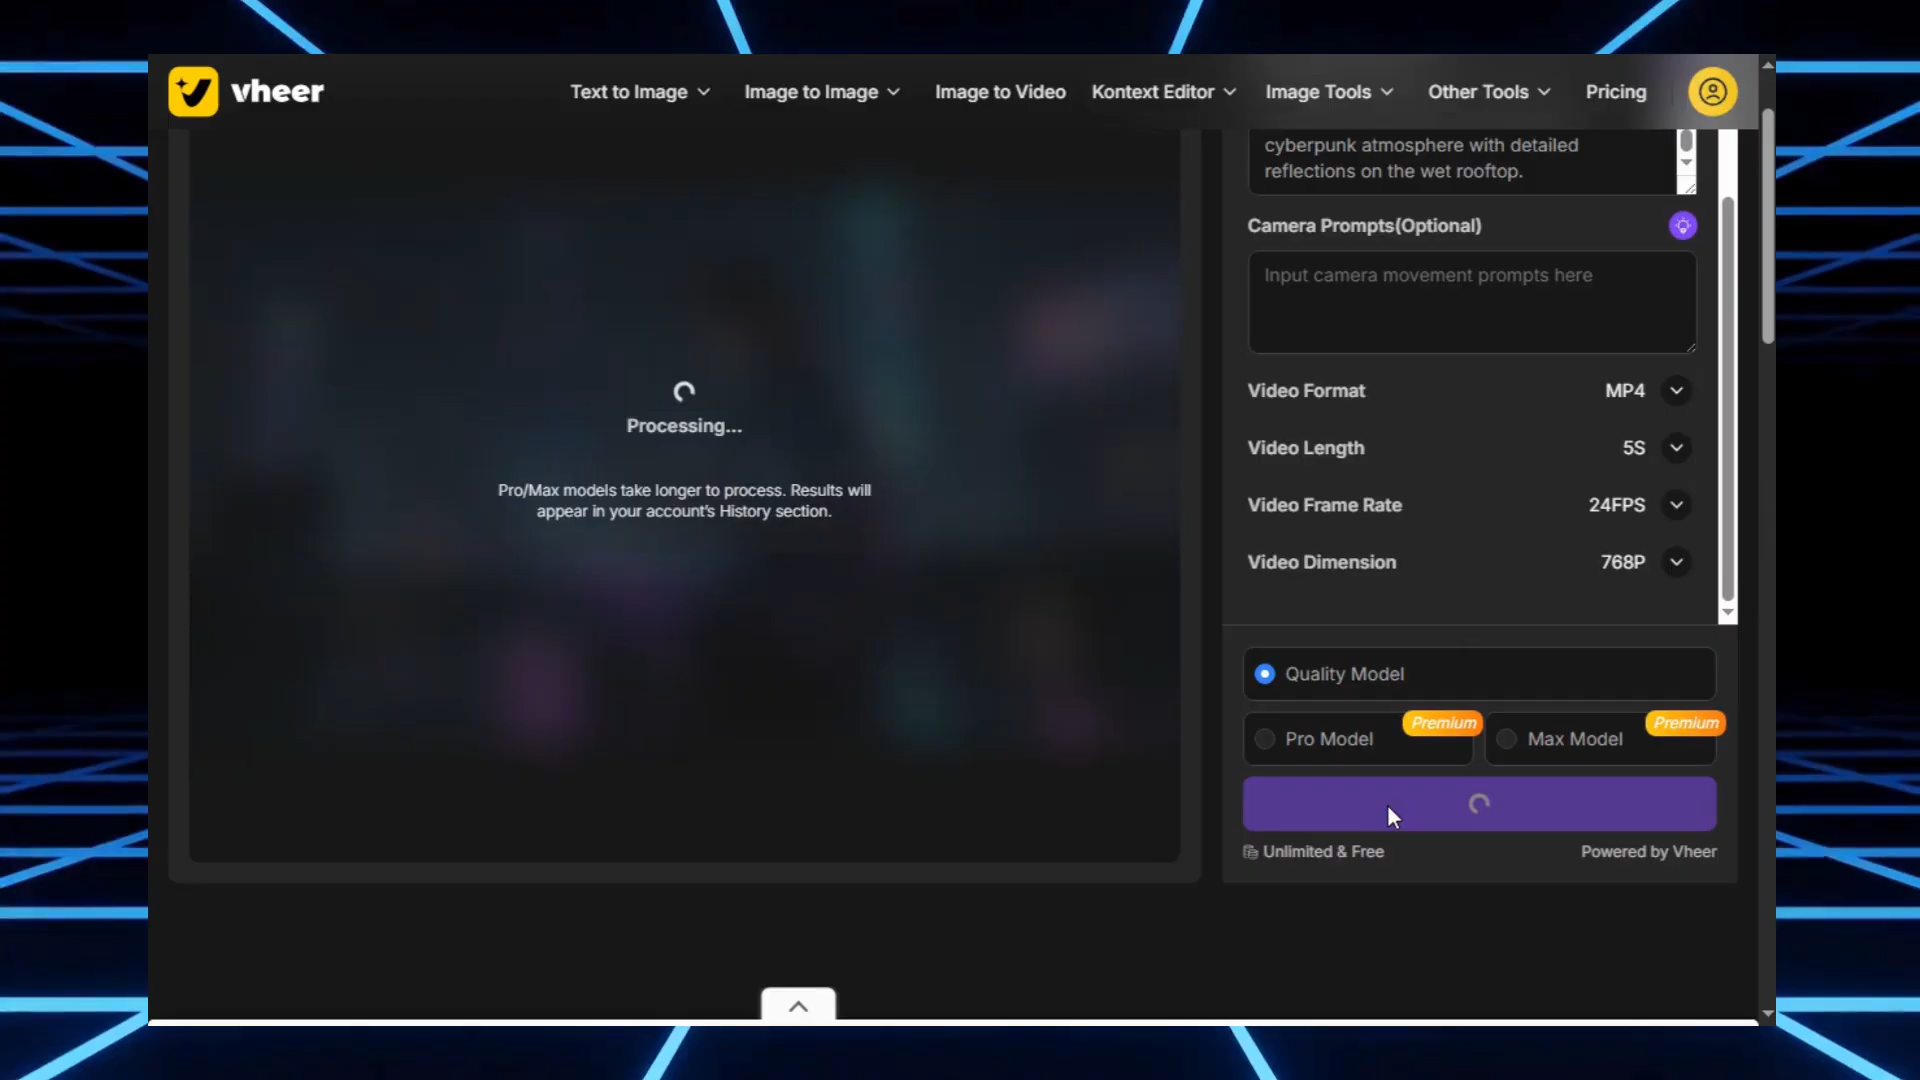 vheer
Text to Image
Image to Image
Image to Video
Kontext Editor
Image Tools
Other Tools
Pricing
cyberpunk atmosphere with detailed
reflections on the wet rooftop.
Camera Prompts(Optional)
Input camera movement prompts here
Processing...
Pro/Max models take longer to process. Results will
appear in your account's History section.
Video Format MP4
Video Length 5S
Video Frame Rate 24FPS
Video Dimension 768P
Quality Model
Premium
Pro Model
Premium
Max Model
Unlimited & Free
Powered by Vheer